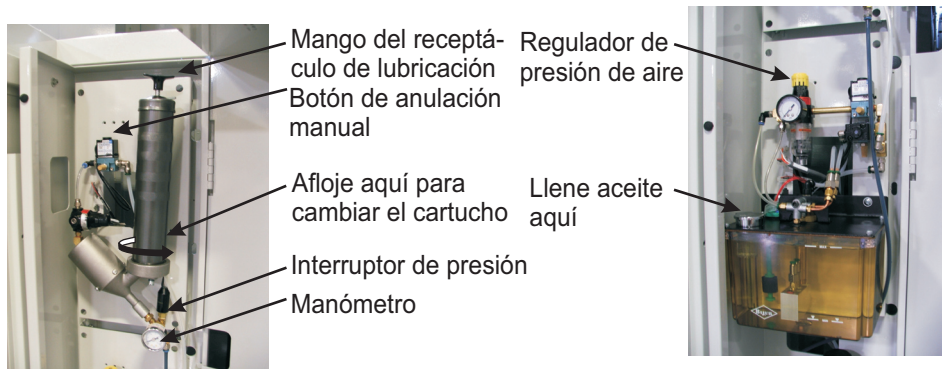 Mango del receptá-
culo de lubricación
Botón de anulación
manual
Afloje aquí para
cambiar el cartucho
Interruptor de presión
Manómetro
Regulador de
presión de aire
Llene aceite
aquí